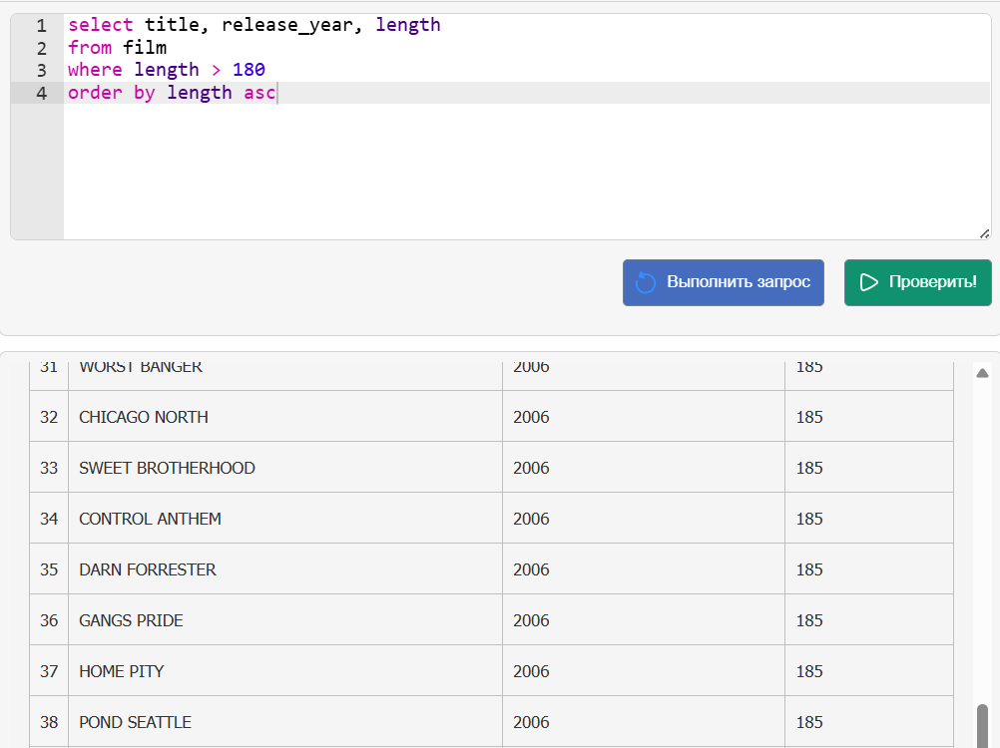 1 select title, release_year, length
2 from film
3 where length > 180
4 order by length asc
Выполнить запрос Проверить!
31 WORST BANGER 2006 185
32 CHICAGO NORTH 2006 185
33 SWEET BROTHERHOOD 2006 185
34 CONTROL ANTHEM 2006 185
35 DARN FORRESTER 2006 185
36 GANGS PRIDE 2006 185
37 HOME PITY 2006 185
38 POND SEATTLE 2006 185